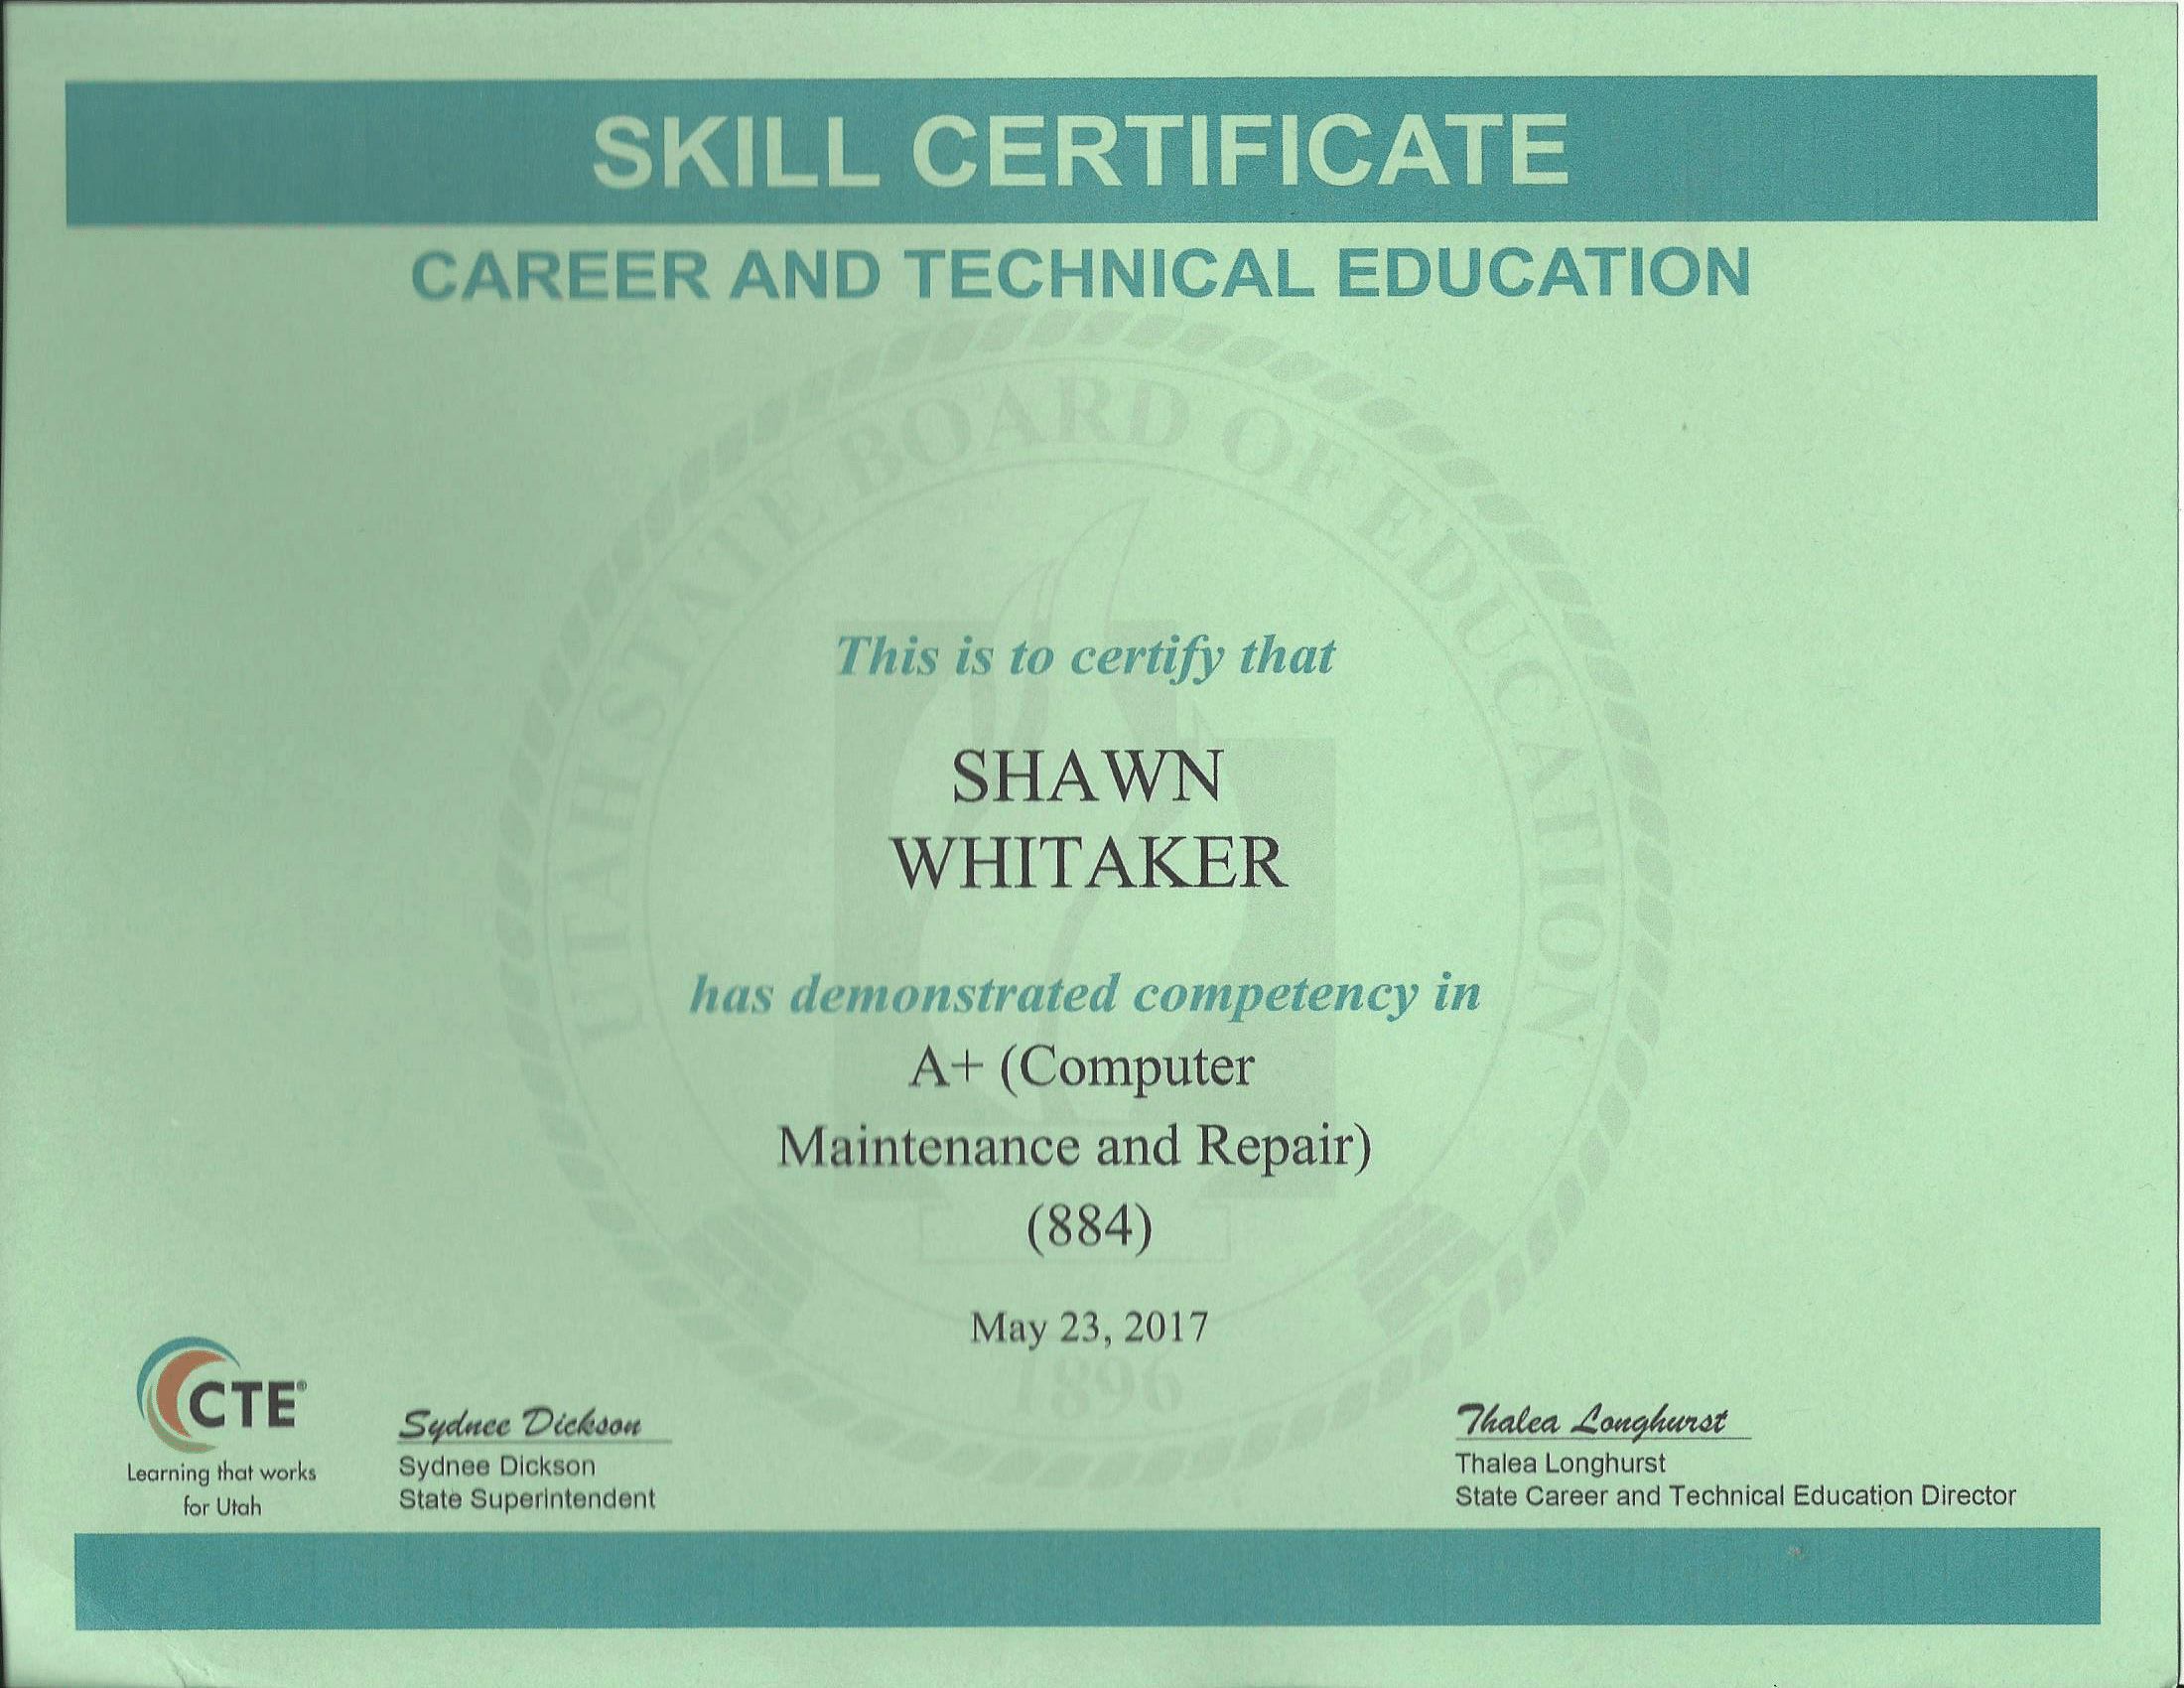 SKILL CERTIFICATE
CAREER AND TECHNICAL EDUCATION
UTAH STATE BOARD OF EDUCATION
This is to certify that
SHAWN
WHITAKER
has demonstrated competency in
A+ (Computer
Maintenance and Repair)
(884)
May 23, 2017
1896
CTE®
Learning that works
for Utah
Sydnee Dickson
Sydnee Dickson
State Superintendent
Thalea Longhurst
Thalea Longhurst
State Career and Technical Education Director